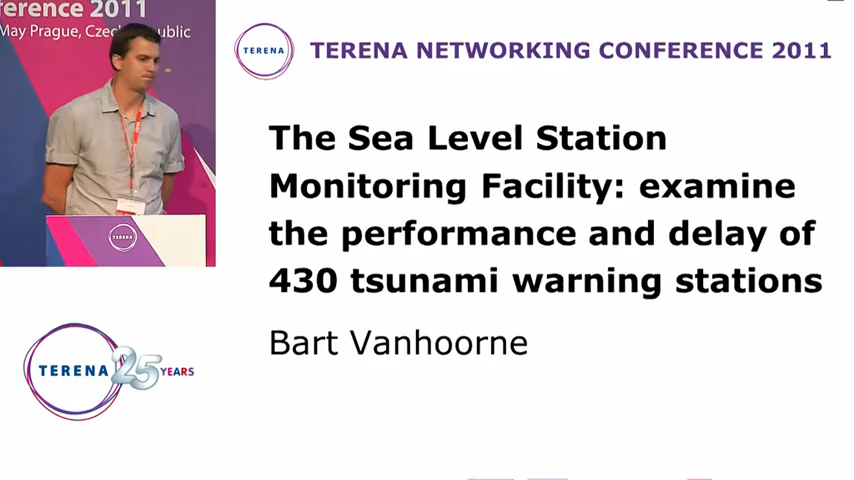 ference 2011
May Prague, Czech Republic
TERENA
TERENA NETWORKING CONFERENCE 2011
The Sea Level Station
Monitoring Facility: examine
the performance and delay of
430 tsunami warning stations
Bart Vanhoorne
TERENA
TERENA 25 YEARS